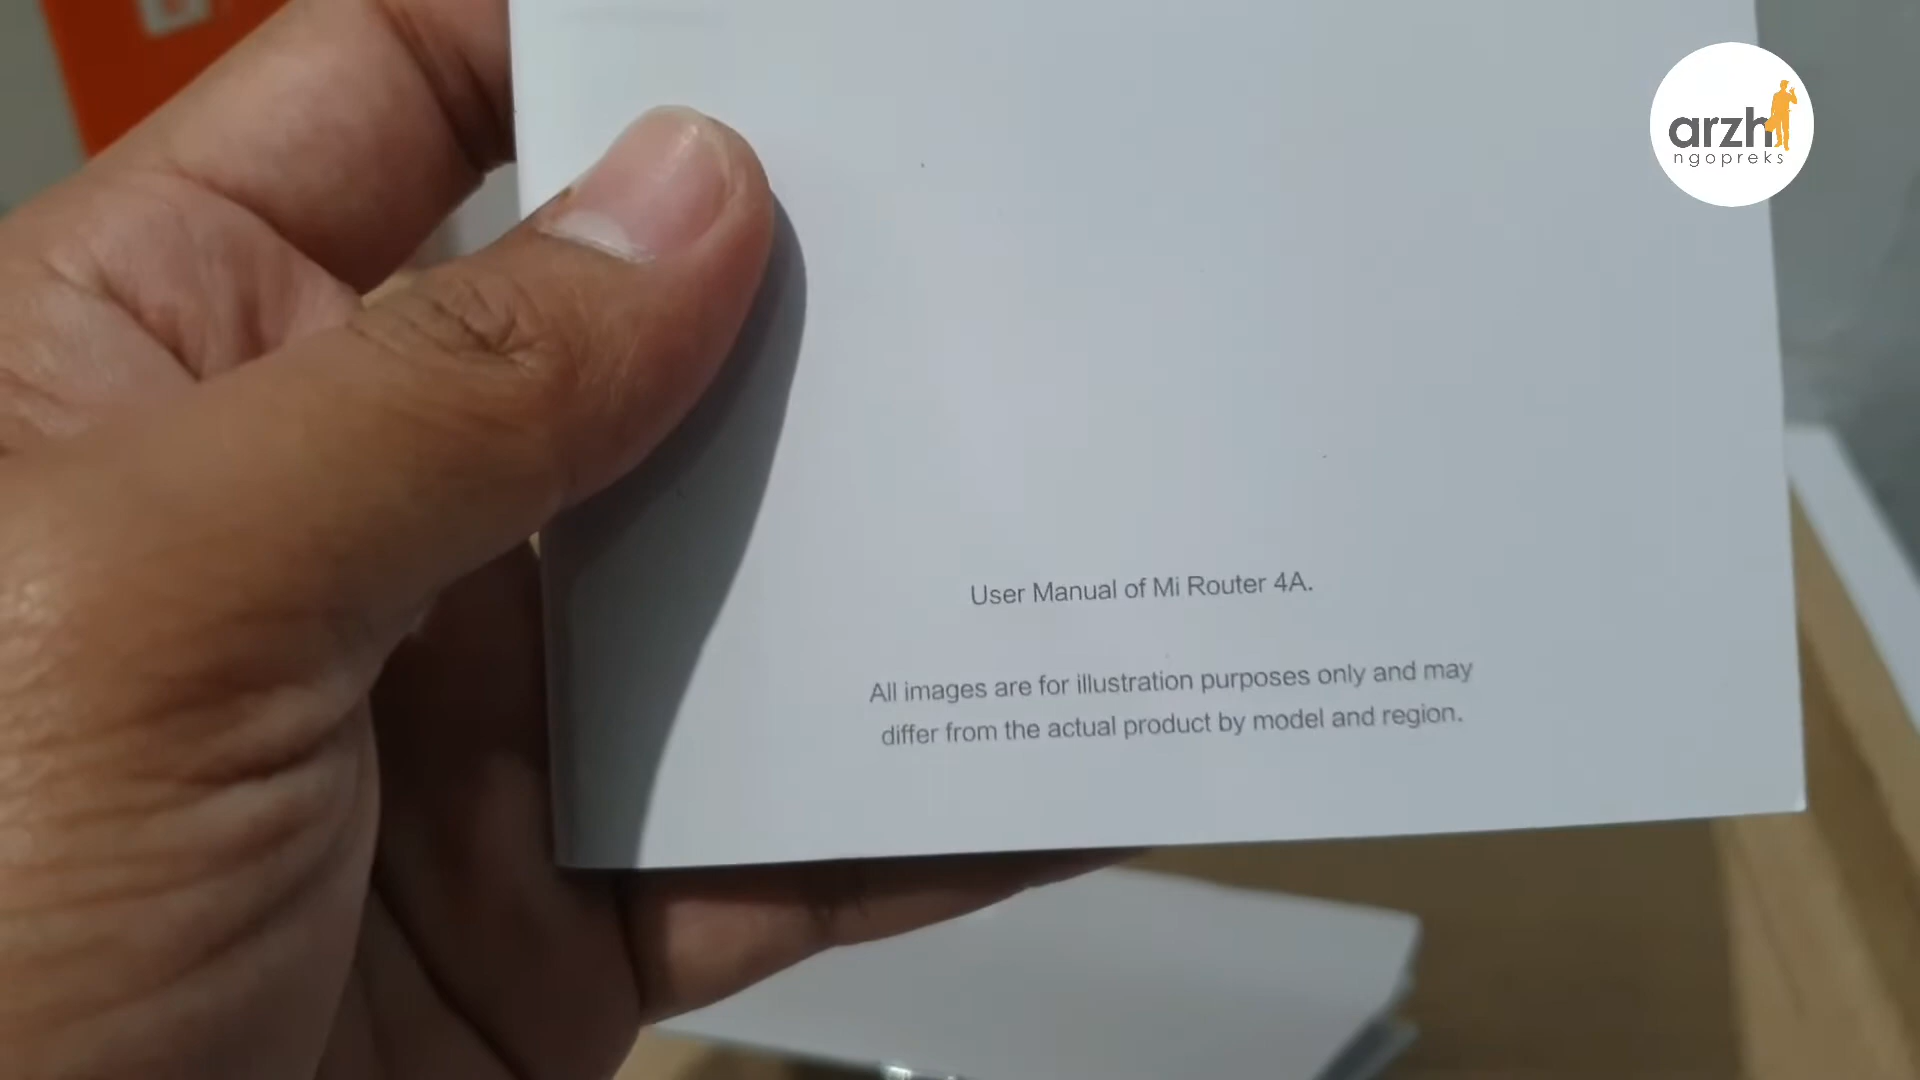 arzh
ngopreks
User Manual of Mi Router 4A.
All images are for illustration purposes only and may
differ from the actual product by model and region.